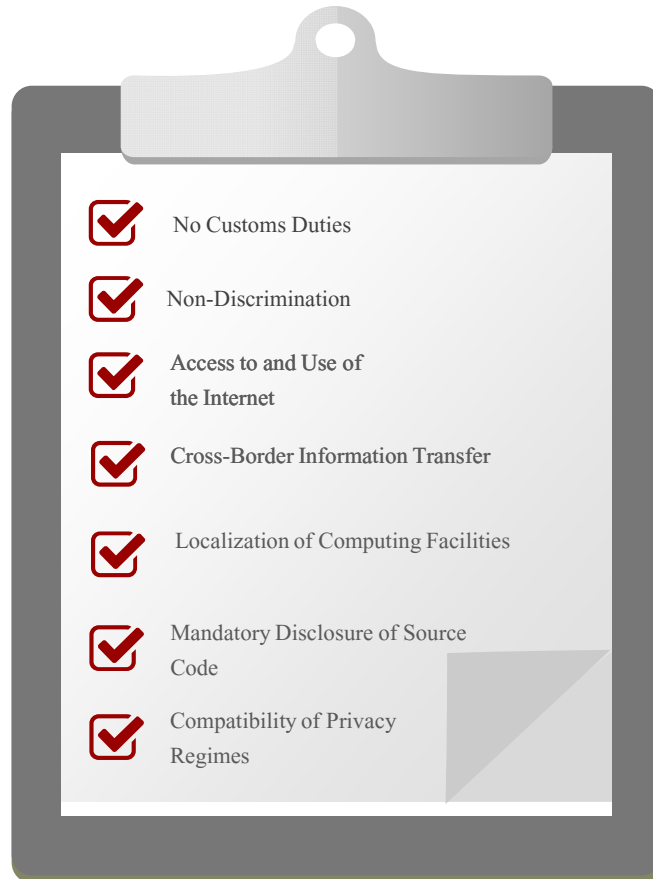 No Customs Duties
Non-Discrimination
Access to and Use of
the Internet
Cross-Border Information Transfer
Localization of Computing Facilities
Mandatory Disclosure of Source
Code
Compatibility of Privacy
Regimes